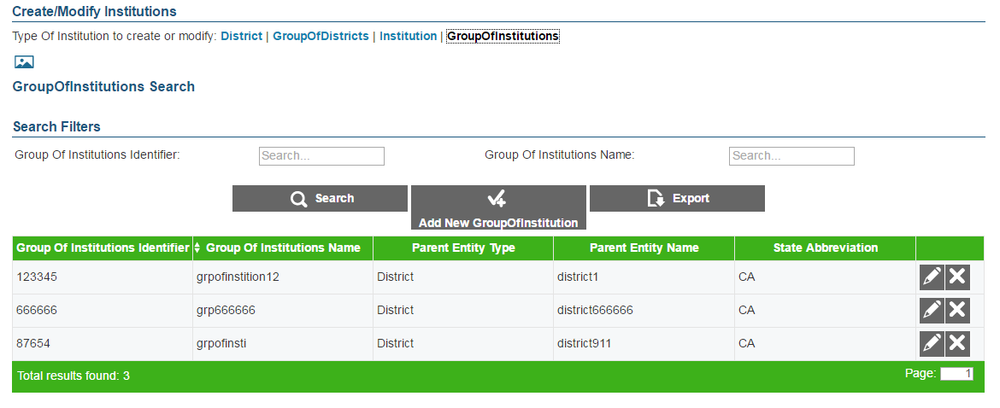 Create/Modify Institutions
Type Of Institution to create or modify: District | GroupOfDistricts | Institution | GroupOfInstitutions
GroupOfInstitutions Search
Search Filters
Group Of Institutions Identifier: Search... Group Of Institutions Name: Search...
Search Add New GroupOfInstitution Export
Group Of Institutions Identifier Group Of Institutions Name Parent Entity Type Parent Entity Name State Abbreviation
123345 grpofinstition12 District district1 CA
666666 grp666666 District district666666 CA
87654 grpofinsti District district911 CA
Total results found: 3 Page: 1